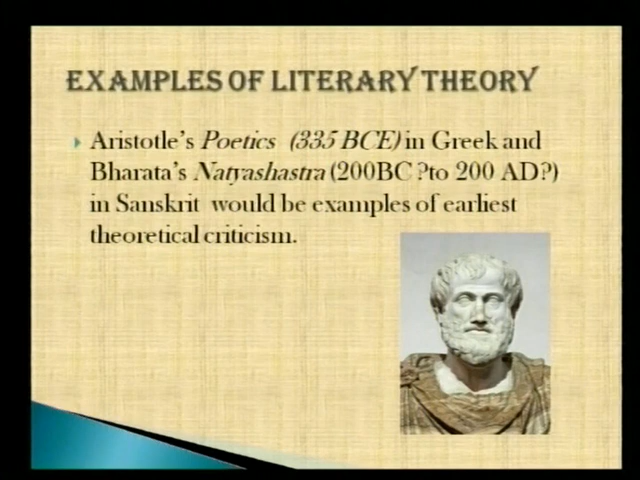 EXAMPLES OF LITERARY THEORY
Aristotle's Poetics (335 BCE) in Greek and
Bharata's Natyashastra (200BC ?to 200 AD?)
in Sanskrit would be examples of earliest
theoretical criticism.